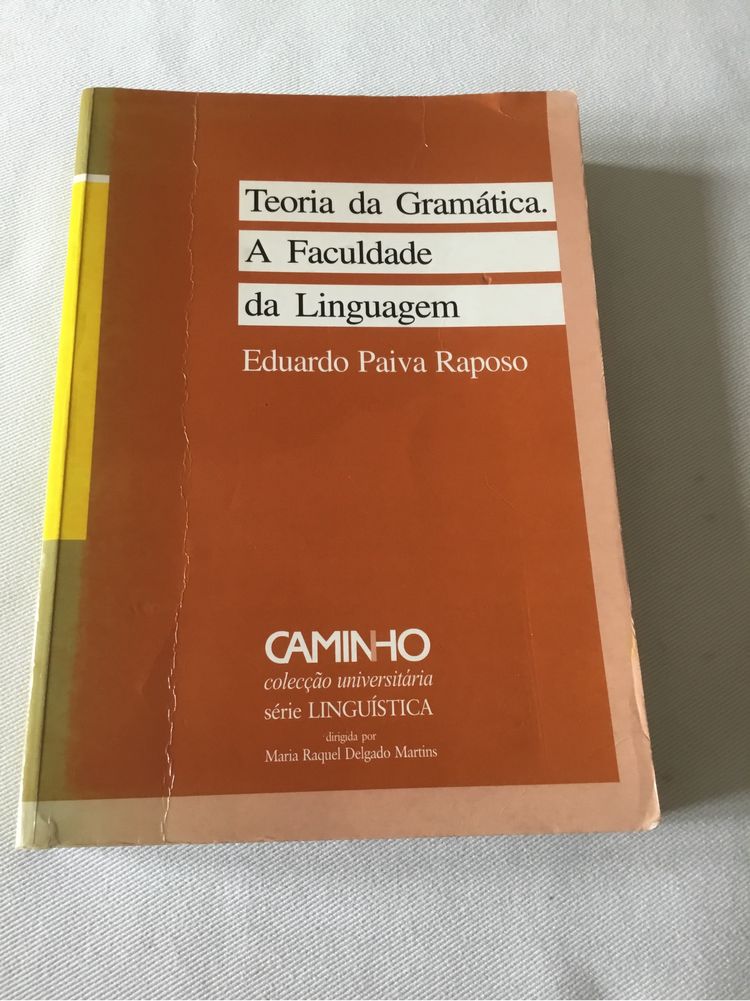 Teoria da Gramática.
A Faculdade
da Linguagem
Eduardo Paiva Raposo
CAMINHO
colecção universitária
série LINGUÍSTICA
dirigida por
Maria Raquel Delgado Martins